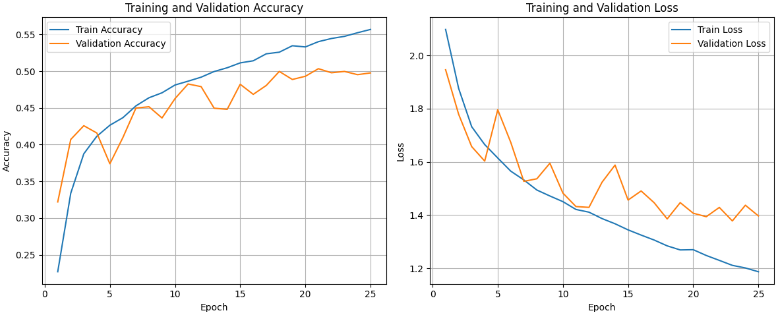 Training and Validation Accuracy
Train Accuracy
Validation Accuracy
0.55
0.50
0.45
0.40
0.35
0.30
0.25
Accuracy
0
5
10
15
20
25
Epoch
Training and Validation Loss
Train Loss
Validation Loss
2.0
1.8
1.6
1.4
1.2
Loss
0
5
10
15
20
25
Epoch